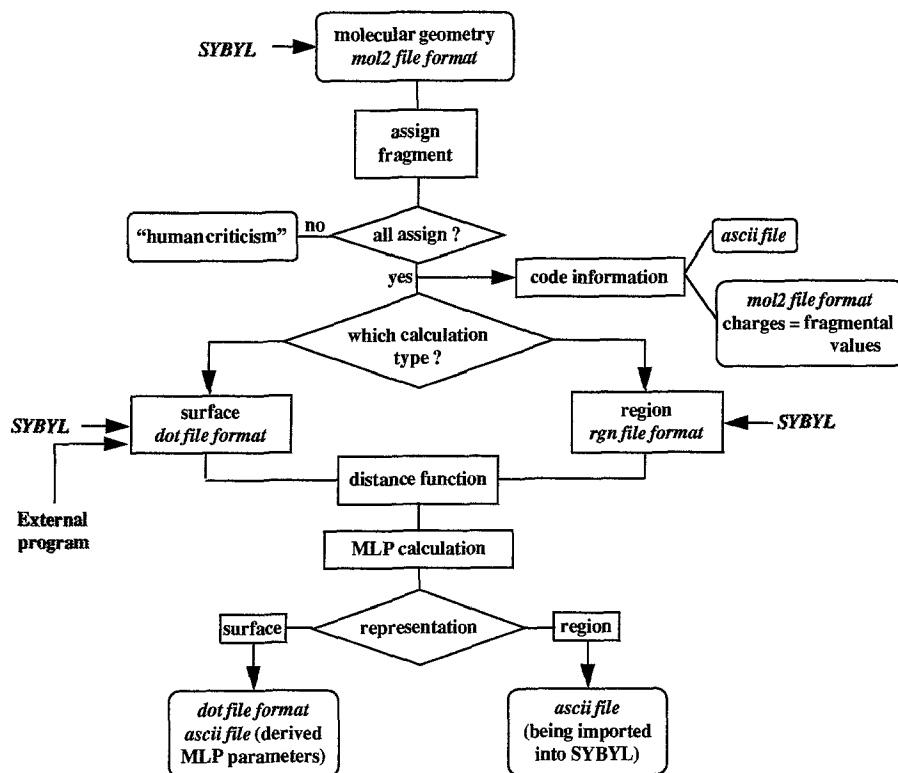 SYBYL
molecular geometry
mol2 file format
assign
fragment
"human criticism"
no
all assign ?
yes
code information
ascii file
mol2 file format
charges = fragmental
values
which calculation
type ?
SYBYL
surface
dot file format
region
rgn file format
SYBYL
External
program
distance function
MLP calculation
surface
representation
region
dot file format
ascii file (derived
MLP parameters)
ascii file
(being imported
into SYBYL)